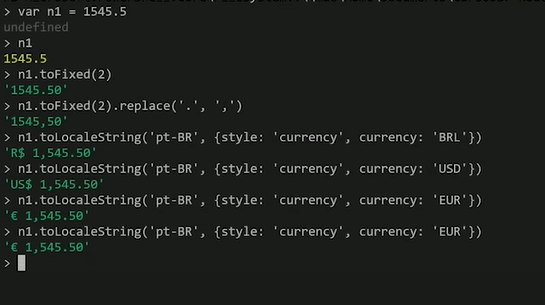 > var n1 = 1545.5
undefined
> n1
1545.5
> n1.toFixed(2)
'1545.50'
> n1.toFixed(2).replace('.', ',')
'1545,50'
> n1.toLocaleString('pt-BR', {style: 'currency', currency: 'BRL'})
'R$ 1,545.50'
> n1.toLocaleString('pt-BR', {style: 'currency', currency: 'USD'})
'US$ 1,545.50'
> n1.toLocaleString('pt-BR', {style: 'currency', currency: 'EUR'})
'€ 1,545.50'
> n1.toLocaleString('pt-BR', {style: 'currency', currency: 'EUR'})
'€ 1,545.50'
>